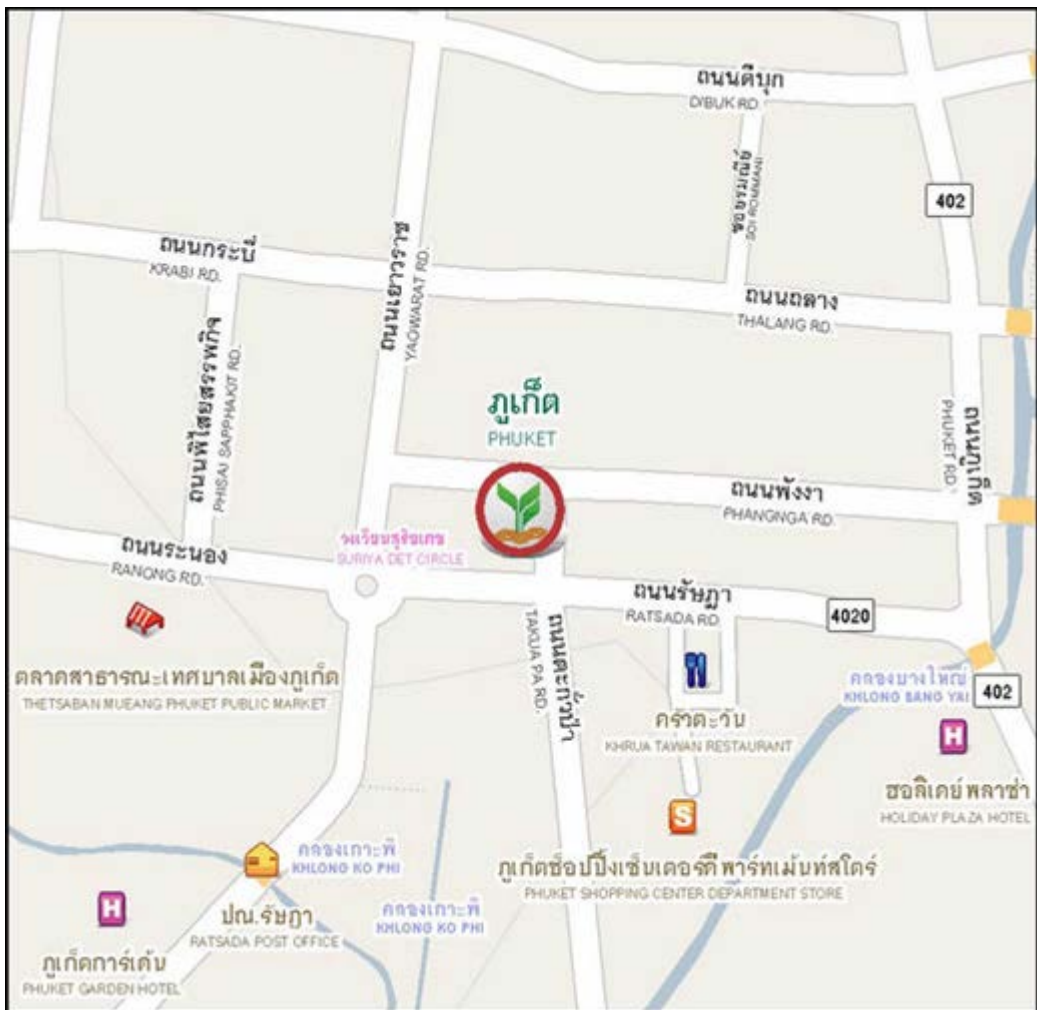 ถนนดีบุก
DIBUK RD.
ซอยรมณีย์
SOI ROMMANI
402
ถนนกระบี่
KRABI RD.
ถนนเยาวราช
YAOWARAT RD.
ถนนถลาง
THALANG RD.
ถนนพิไสยสรรพกิจ
PHISAI SAPPHAKIT RD.
ภูเก็ต
PHUKET
ถนนภูเก็ต
PHUKET RD.
ถนนพังงา
PHANGNGA RD.
วงเวียนสุริยเดช
SURIYA DET CIRCLE
ถนนระนอง
RANONG RD.
ถนนรัษฎา
RATSADA RD.
4020
ถนนตะกั่วป่า
TAKUA PA RD.
ตลาดสาธารณะเทศบาลเมืองภูเก็ต
THETSABAN MUEANG PHUKET PUBLIC MARKET
คลองบางใหญ่
KHLONG BANG YAI
402
ครัวตะวัน
KHRUA TAWAN RESTAURANT
H
ฮอลิเดย์ พลาซ่า
HOLIDAY PLAZA HOTEL
S
ภูเก็ตช็อปปิ้งเซ็นเตอร์ดีพาร์ทเม้นท์สโตร์
PHUKET SHOPPING CENTER DEPARTMENT STORE
คลองเกาะผี
KHLONG KO PHI
H
ปณ.รัษฎา
RATSADA POST OFFICE
คลองเกาะผี
KHLONG KO PHI
ภูเก็ตการ์เด้น
PHUKET GARDEN HOTEL